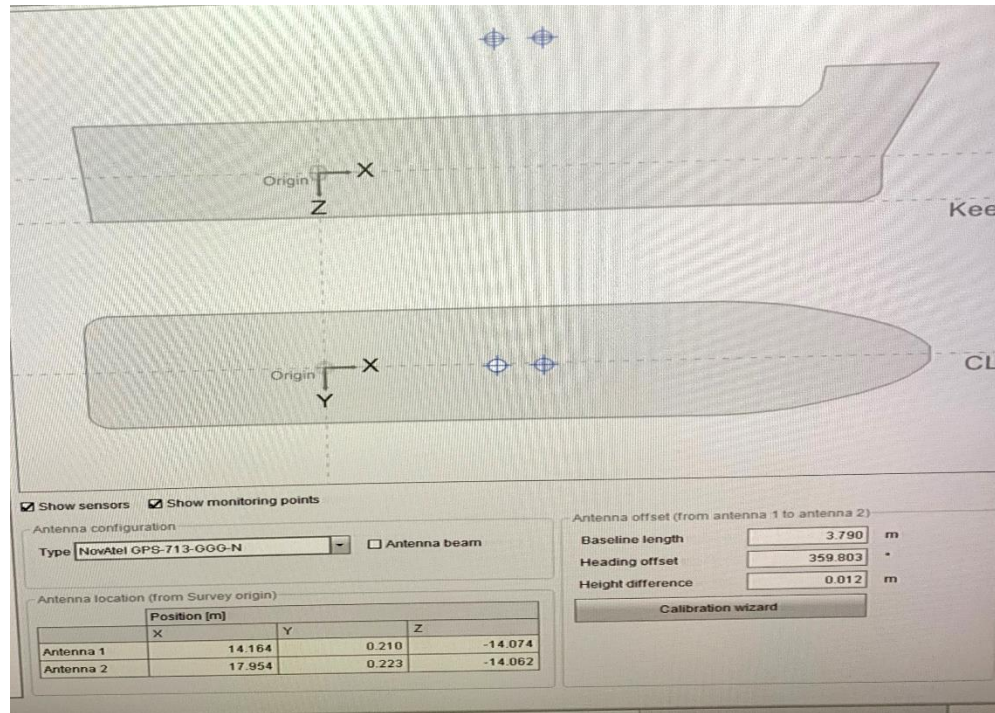 Origin
X
Z
Kee
Origin
X
CL
Y
Show sensors Show monitoring points
Antenna configuration
Type NovAtel GPS-713-GGG-N Antenna beam
Antenna offset (from antenna 1 to antenna 2)
Baseline length 3.790 m
Heading offset 359.803 °
Height difference 0.012 m
Calibration wizard
Antenna location (from Survey origin)
Position [m]
X Y Z
Antenna 1 14.164 0.210 -14.074
Antenna 2 17.954 0.223 -14.062